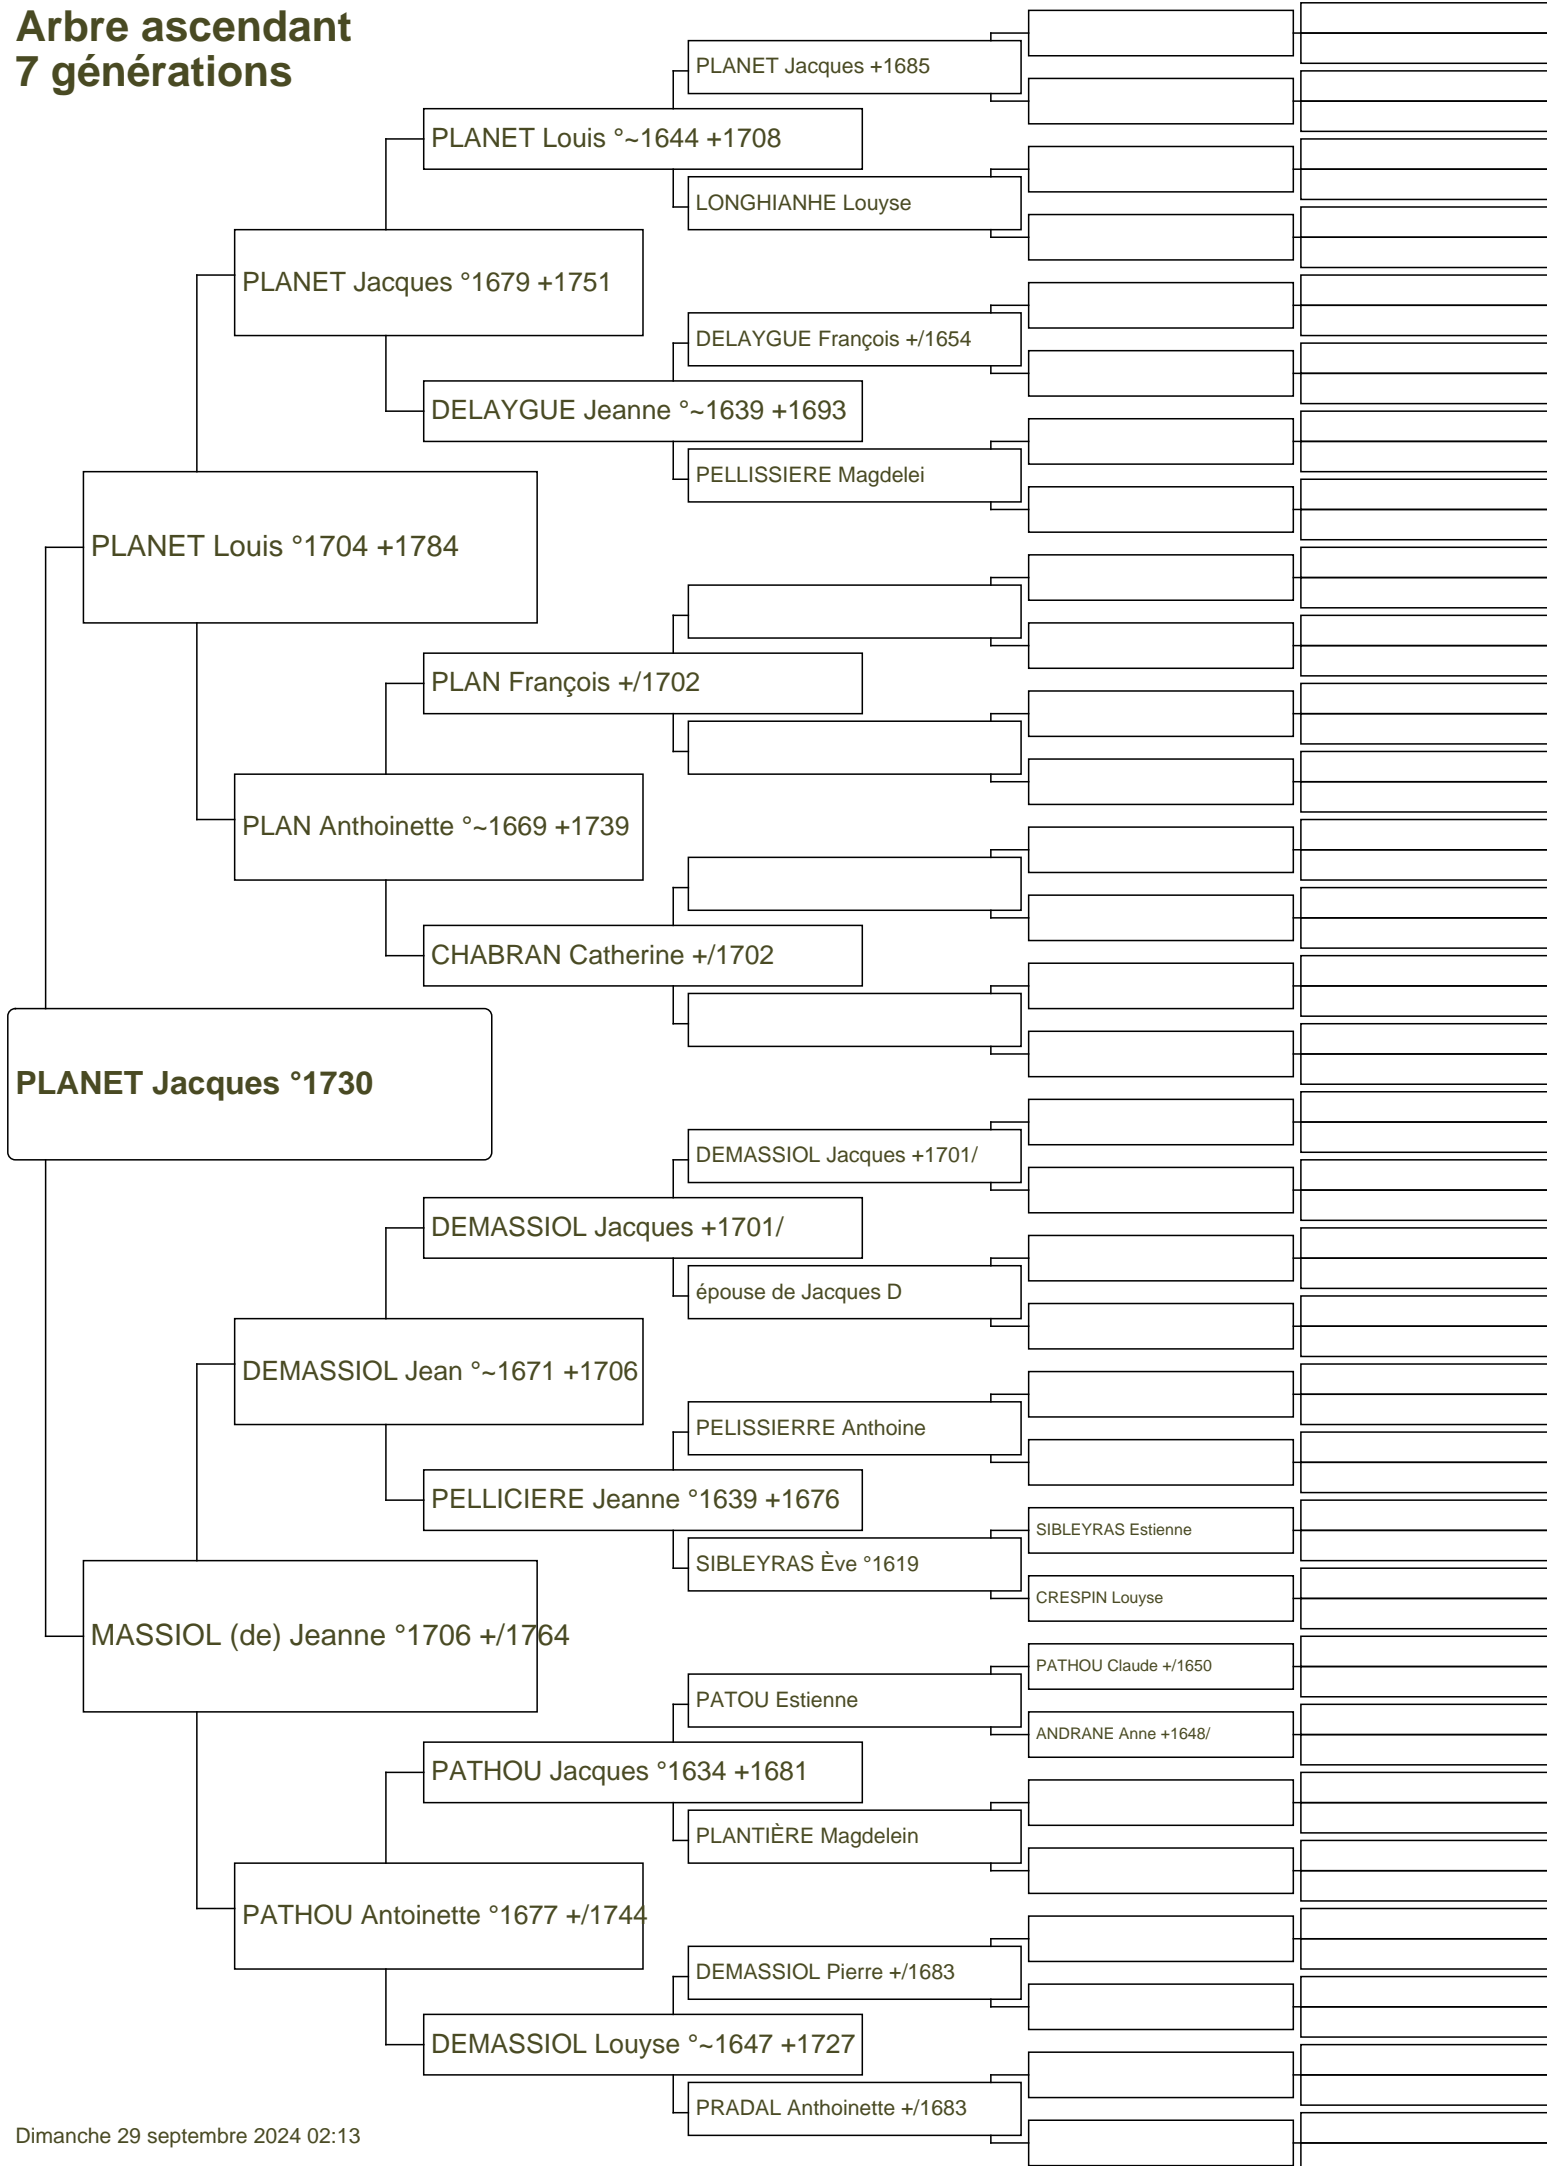 Arbre ascendant
7 générations
PLANET Jacques +1685
PLANET Louis °~1644 +1708
LONGHIANHE Louyse
PLANET Jacques °1679 +1751
DELAYGUE François +/1654
DELAYGUE Jeanne °~1639 +1693
PELLISSIERE Magdelei
PLANET Louis °1704 +1784
PLAN François +/1702
PLAN Anthoinette °~1669 +1739
CHABRAN Catherine +/1702
PLANET Jacques °1730
DEMASSIOL Jacques +1701/
DEMASSIOL Jacques +1701/
épouse de Jacques D
DEMASSIOL Jean °~1671 +1706
PELISSIERRE Anthoine
PELLICIERE Jeanne °1639 +1676
SIBLEYRAS Estienne
SIBLEYRAS Ève °1619
CRESPIN Louyse
MASSIOL (de) Jeanne °1706 +/1764
PATHOU Claude +/1650
PATOU Estienne
ANDRANE Anne +1648/
PATHOU Jacques °1634 +1681
PLANTIÈRE Magdelein
PATHOU Antoinette °1677 +/1744
DEMASSIOL Pierre +/1683
DEMASSIOL Louyse °~1647 +1727
PRADAL Anthoinette +/1683
Dimanche 29 septembre 2024 02:13